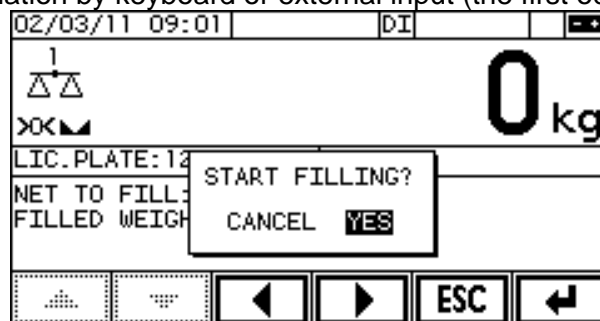 nation by keyboard or external input (the first co
02/03/11 09:01 DI
1
0 kg
LIC.PLATE:12
START FILLING?
NET TO FILL:
FILLED WEIGH
CANCEL YES
ESC